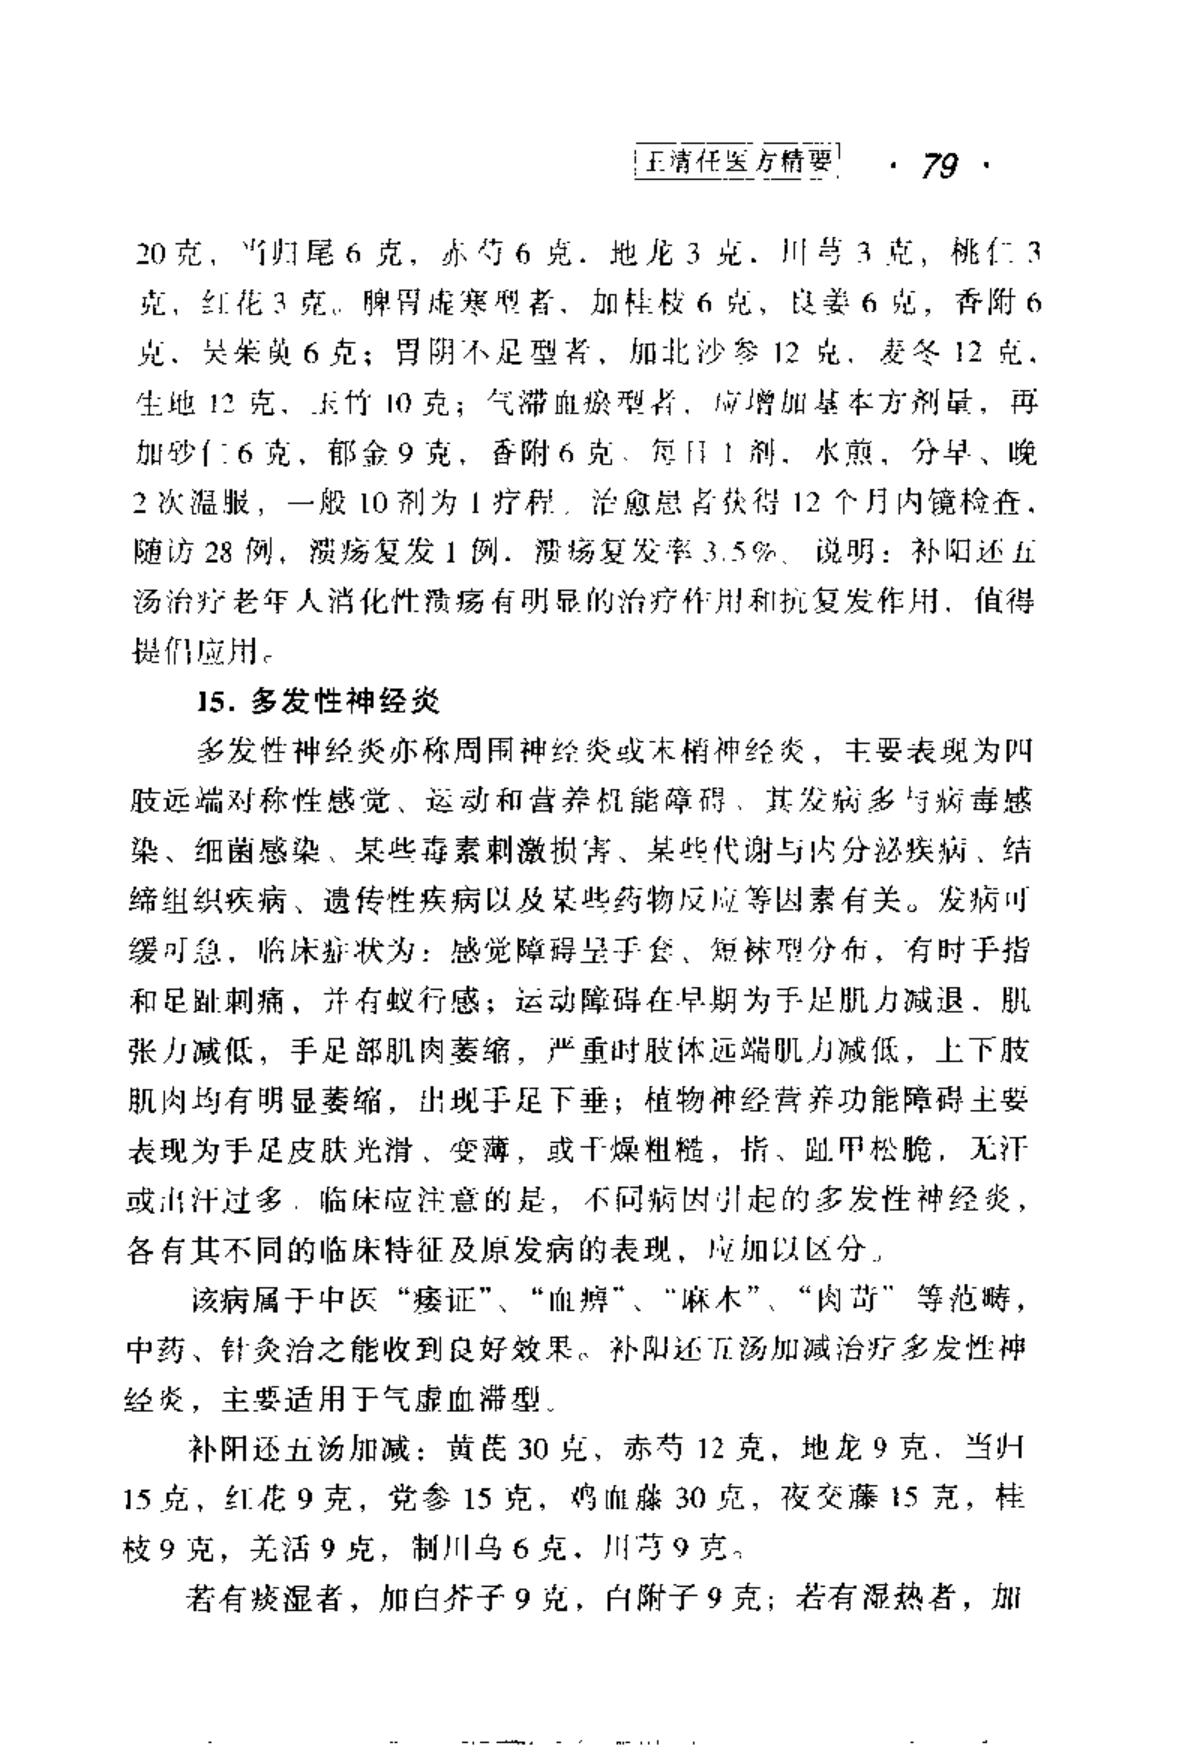 王清任医方精要 · 79 ·
20克，当归尾6克，赤芍6克，地龙3克，川芎3克，桃仁3
克，红花3克。脾胃虚寒型者，加桂枝6克，良姜6克，香附6
克，吴茱萸6克；胃阴不足型者，加北沙参12克，麦冬12克，
生地12克，玉竹10克；气滞血瘀型者，应增加基本方剂量，再
加砂仁6克，郁金9克，香附6克。每日1剂，水煎，分早、晚
2次温服，一般10剂为1疗程。治愈患者获得12个月内镜检查，
随访28例，溃疡复发1例，溃疡复发率3.5%。说明：补阳还五
汤治疗老年人消化性溃疡有明显的治疗作用和抗复发作用，值得
提倡应用。
15. 多发性神经炎
多发性神经炎亦称周围神经炎或末梢神经炎，主要表现为四
肢远端对称性感觉、运动和营养机能障碍。其发病多与病毒感
染、细菌感染、某些毒素刺激损害、某些代谢与内分泌疾病、结
缔组织疾病、遗传性疾病以及某些药物反应等因素有关。发病可
缓可急，临床症状为：感觉障碍呈手套、短袜型分布，有时手指
和足趾刺痛，并有蚁行感；运动障碍在早期为手足肌力减退，肌
张力减低，手足部肌肉萎缩，严重时肢体远端肌力减低，上下肢
肌肉均有明显萎缩，出现手足下垂；植物神经营养功能障碍主要
表现为手足皮肤光滑、变薄，或干燥粗糙，指、趾甲松脆，无汗
或出汗过多。临床应注意的是，不同病因引起的多发性神经炎，
各有其不同的临床特征及原发病的表现，应加以区分。
该病属于中医“痿证”、“血痹”、“麻木”、“肉苛”等范畴，
中药、针灸治之能收到良好效果。补阳还五汤加减治疗多发性神
经炎，主要适用于气虚血滞型。
补阳还五汤加减：黄芪30克，赤芍12克，地龙9克，当归
15克，红花9克，党参15克，鸡血藤30克，夜交藤15克，桂
枝9克，羌活9克，制川乌6克，川芎9克。
若有痰湿者，加白芥子9克，白附子9克；若有湿热者，加